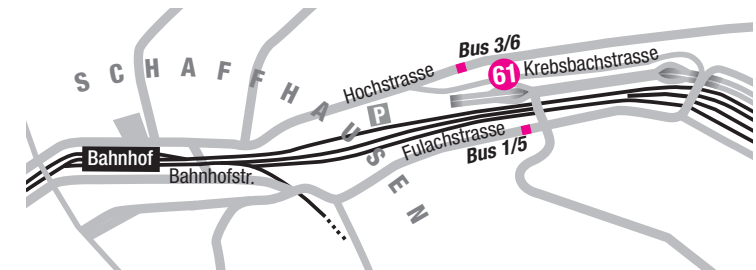 SCHAFFHAUSEN
Bus 3/6
Hochstrasse
61
Krebsbachstrasse
P
Fulachstrasse
Bus 1/5
Bahnhof
Bahnhofstr.